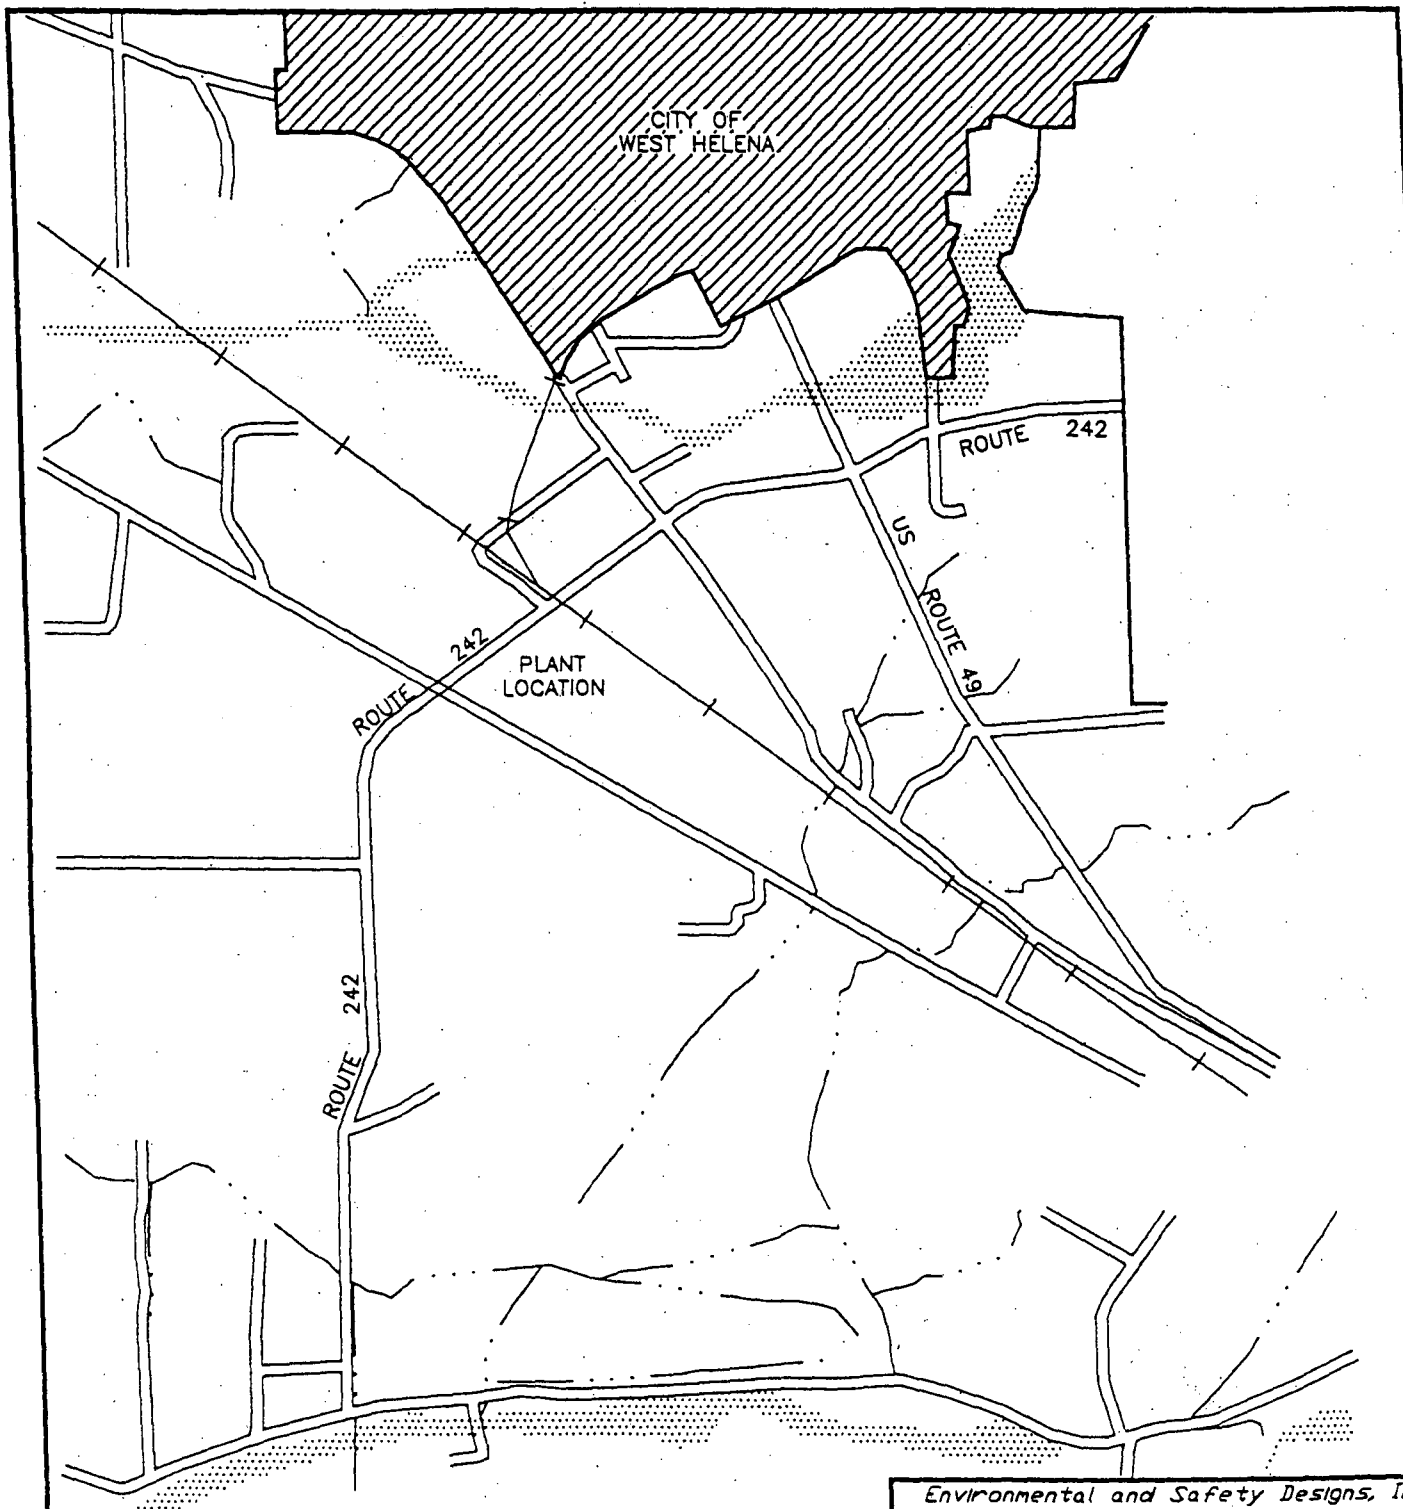 CITY OF
WEST HELENA
ROUTE 242
US ROUTE 49
ROUTE 242
PLANT
LOCATION
ROUTE 242
Environmental and Safety Designs,